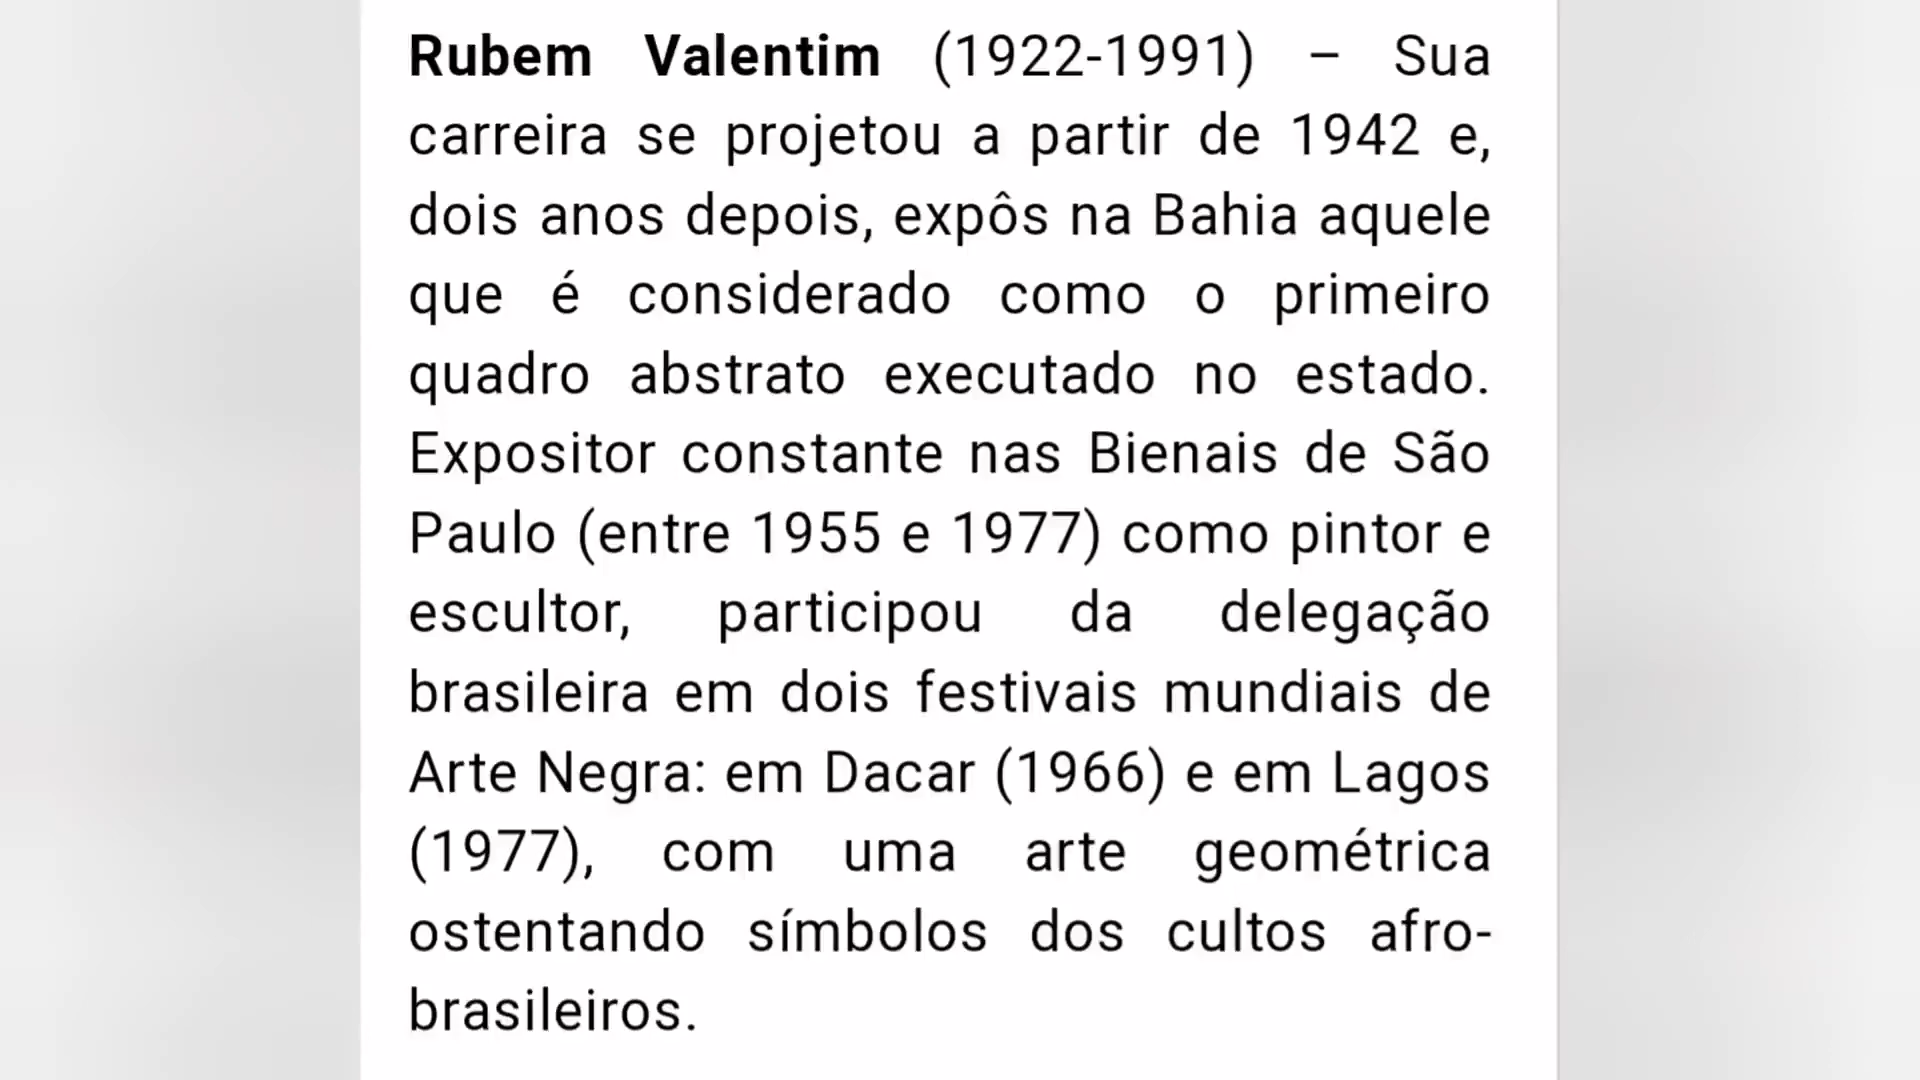 Rubem Valentim (1922-1991) – Sua
carreira se projetou a partir de 1942 e,
dois anos depois, expôs na Bahia aquele
que é considerado como o primeiro
quadro abstrato executado no estado.
Expositor constante nas Bienais de São
Paulo (entre 1955 e 1977) como pintor e
escultor, participou da delegação
brasileira em dois festivais mundiais de
Arte Negra: em Dacar (1966) e em Lagos
(1977), com uma arte geométrica
ostentando símbolos dos cultos afro-
brasileiros.